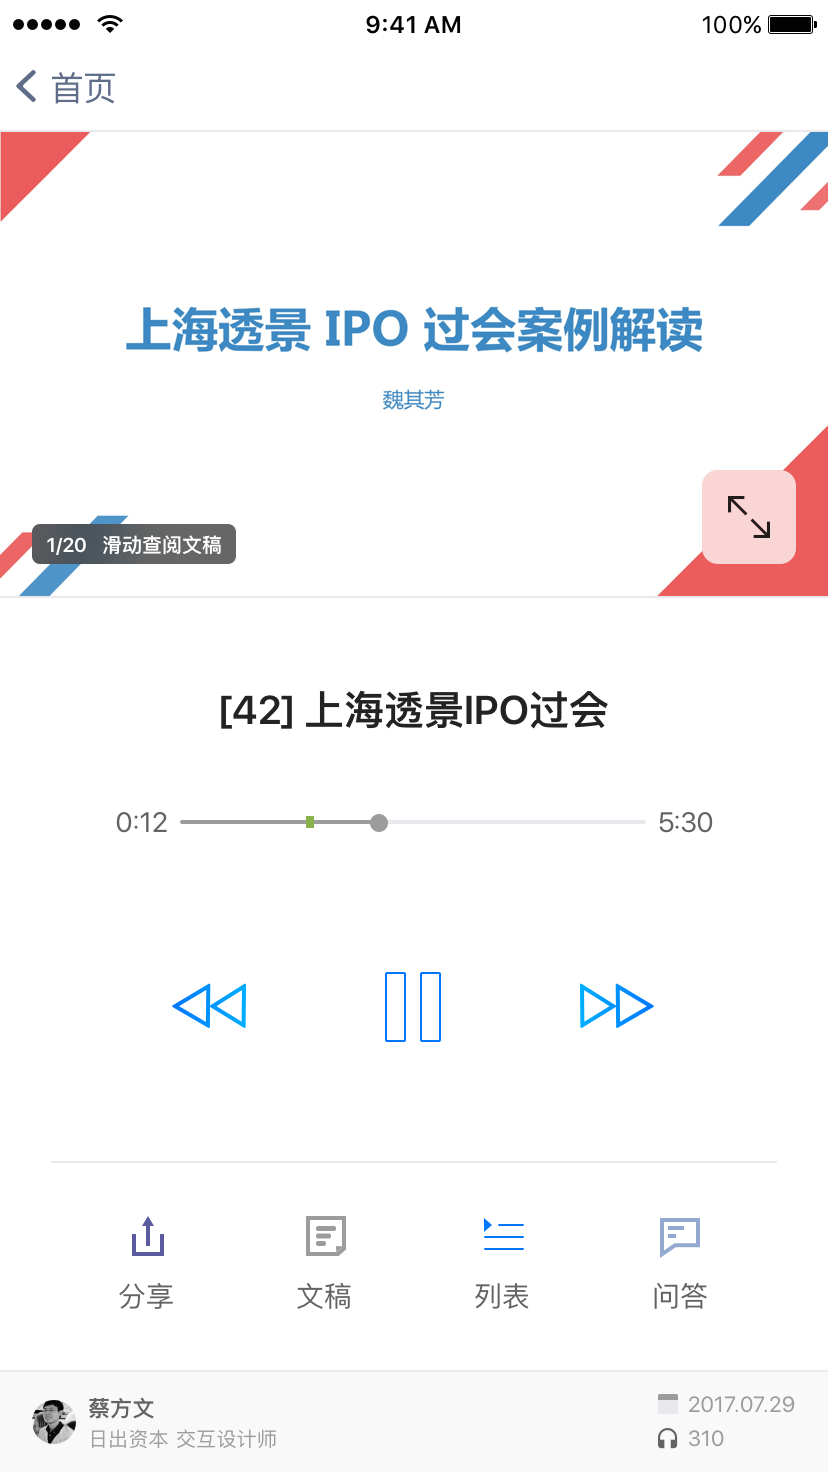 9:41 AM
100%
首页
上海透景 IPO 过会案例解读
魏其芳
1/20 滑动查阅文稿
[42] 上海透景IPO过会
0:12
5:30
分享
文稿
列表
问答
蔡方文
2017.07.29
日出资本 交互设计师
310